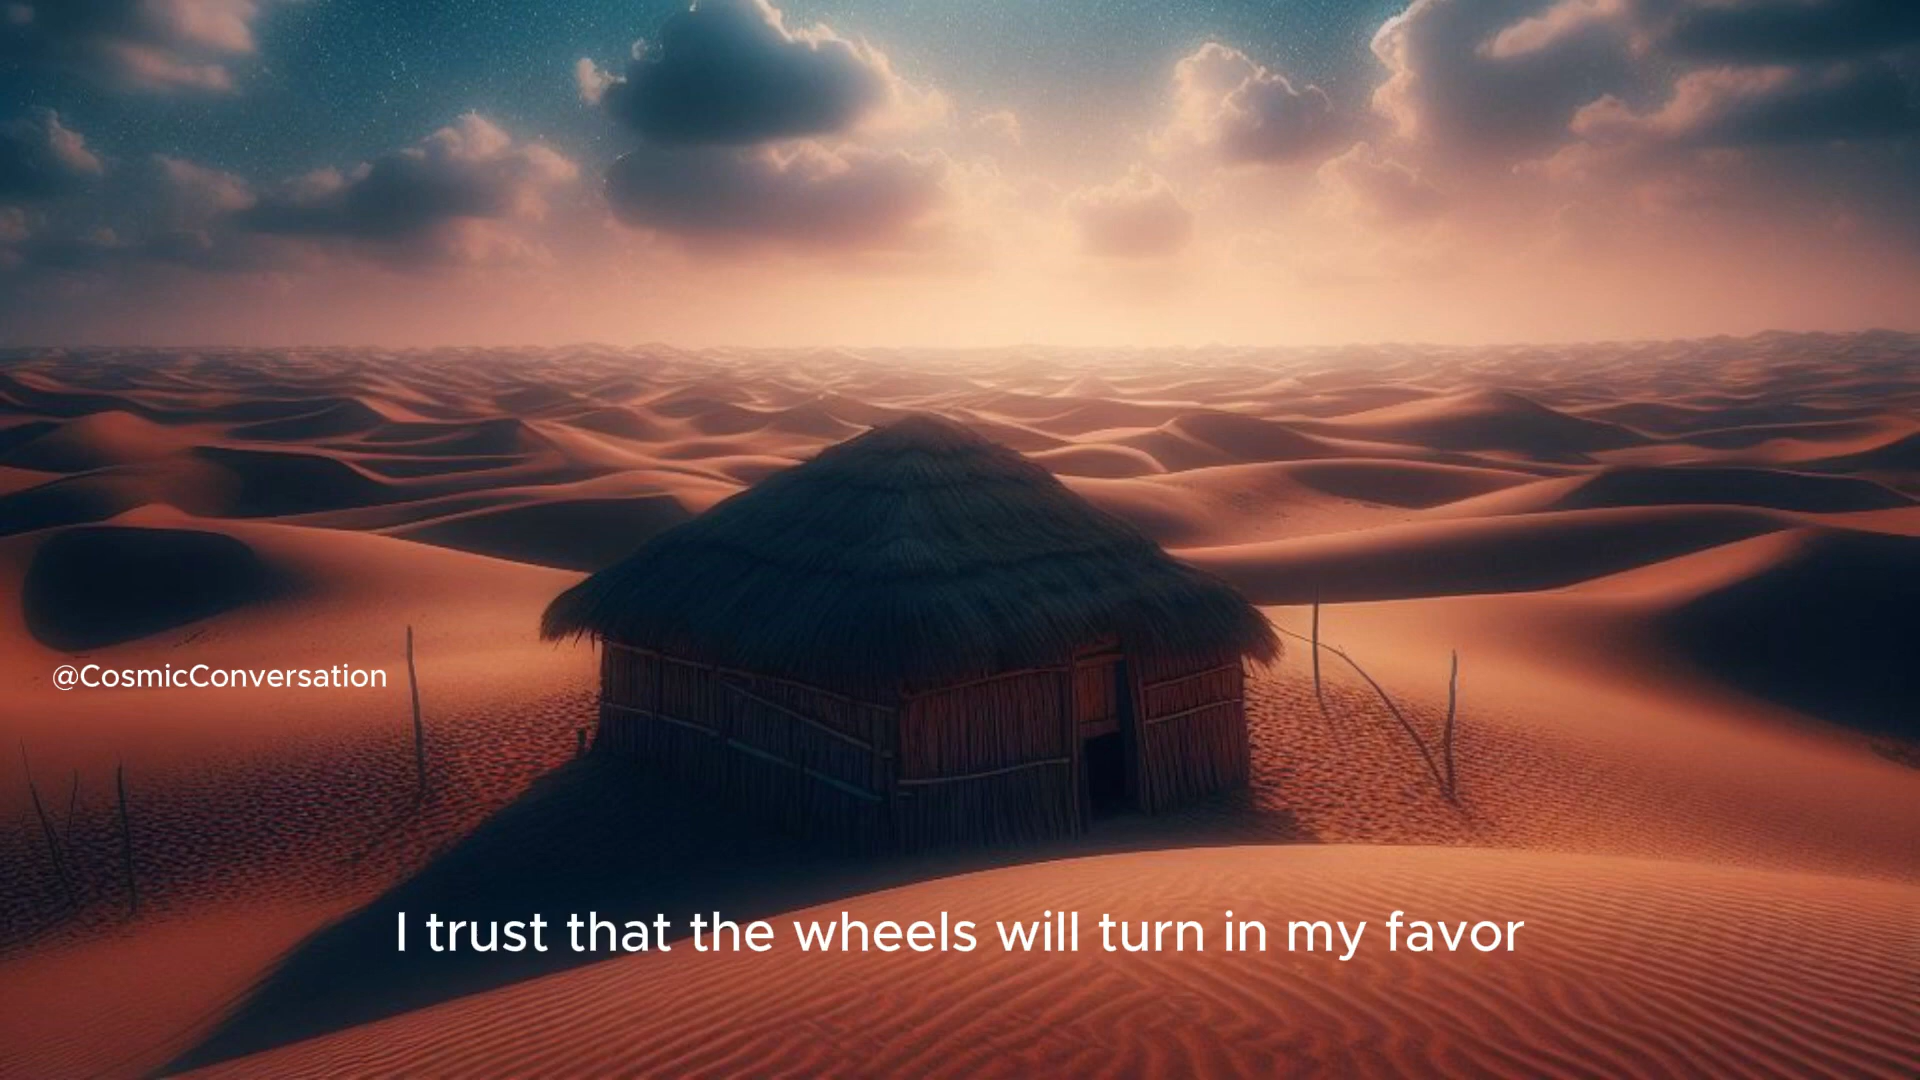 @CosmicConversation
I trust that the wheels will turn in my favor